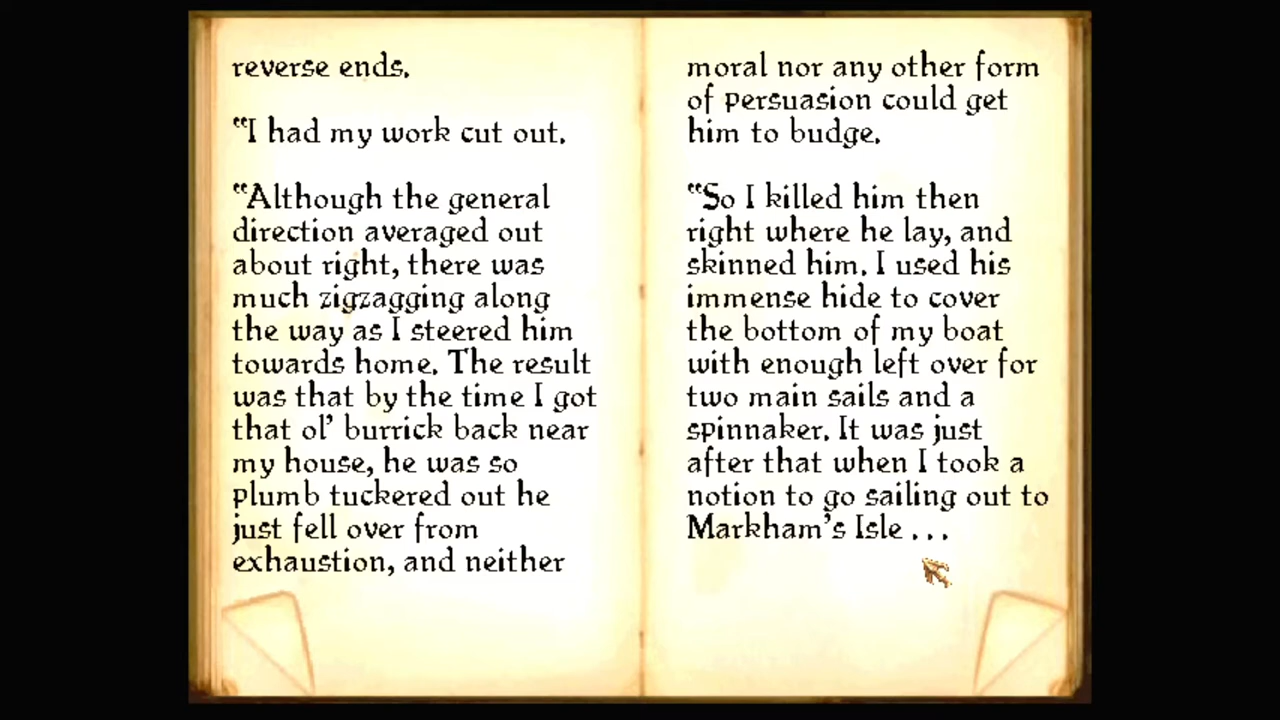 reverse ends.
“I had my work cut out.
“Although the general
direction averaged out
about right, there was
much zigzagging along
the way as I steered him
towards home. The result
was that by the time I got
that ol’ burrick back near
my house, he was so
plumb tuckered out he
just fell over from
exhaustion, and neither
moral nor any other form
of persuasion could get
him to budge.
“So I killed him then
right where he lay, and
skinned him. I used his
immense hide to cover
the bottom of my boat
with enough left over for
two main sails and a
spinnaker. It was just
after that when I took a
notion to go sailing out to
Markham’s Isle . . .